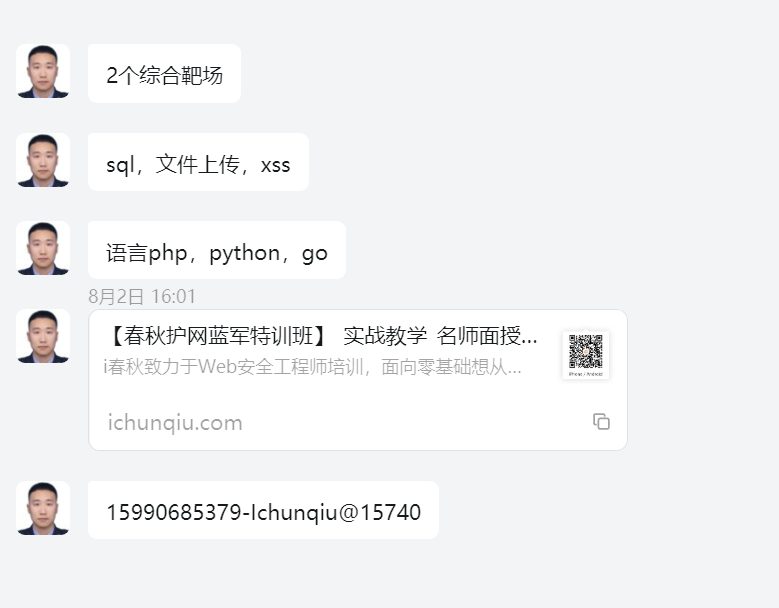 2个综合靶场
sql，文件上传，xss
语言php，python，go
8月2日 16:01
【春秋护网蓝军特训班】 实战教学 名师面授...
i春秋致力于Web安全工程师培训，面向零基础想从...
ichunqiu.com
15990685379-Ichunqiu@15740